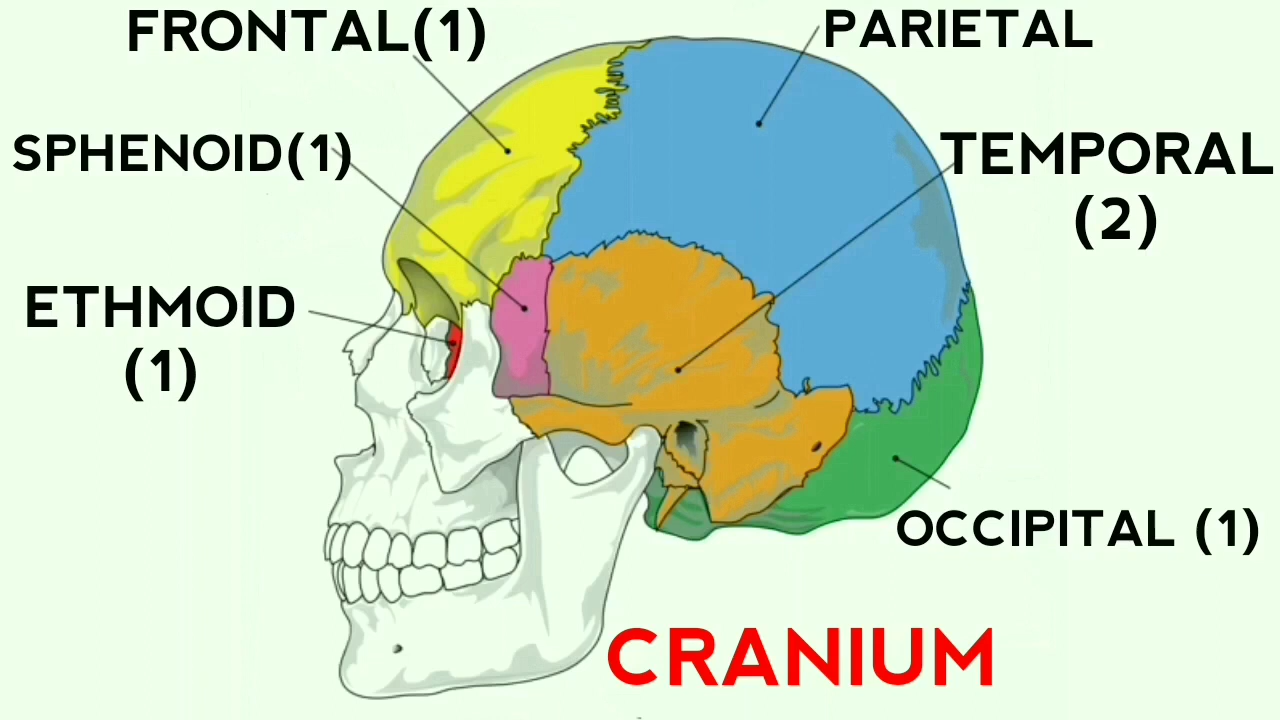 FRONTAL(1)
PARIETAL
SPHENOID(1)
TEMPORAL
(2)
ETHMOID
(1)
OCCIPITAL (1)
CRANIUM